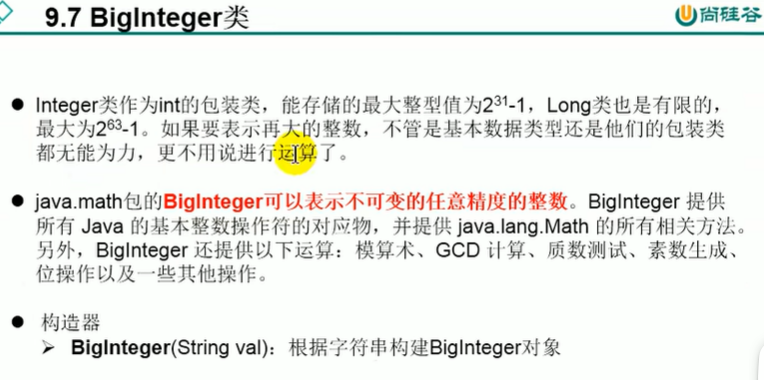 9.7 BigInteger类
尚硅谷
● Integer类作为int的包装类，能存储的最大整型值为2³¹-1，Long类也是有限的，
最大为2⁶³-1。如果要表示再大的整数，不管是基本数据类型还是他们的包装类
都无能为力，更不用说进行运算了。
● java.math包的BigInteger可以表示不可变的任意精度的整数。BigInteger 提供
所有 Java 的基本整数操作符的对应物，并提供 java.lang.Math 的所有相关方法。
另外，BigInteger 还提供以下运算：模算术、GCD 计算、质数测试、素数生成、
位操作以及一些其他操作。
● 构造器
➢ BigInteger(String val)：根据字符串构建BigInteger对象